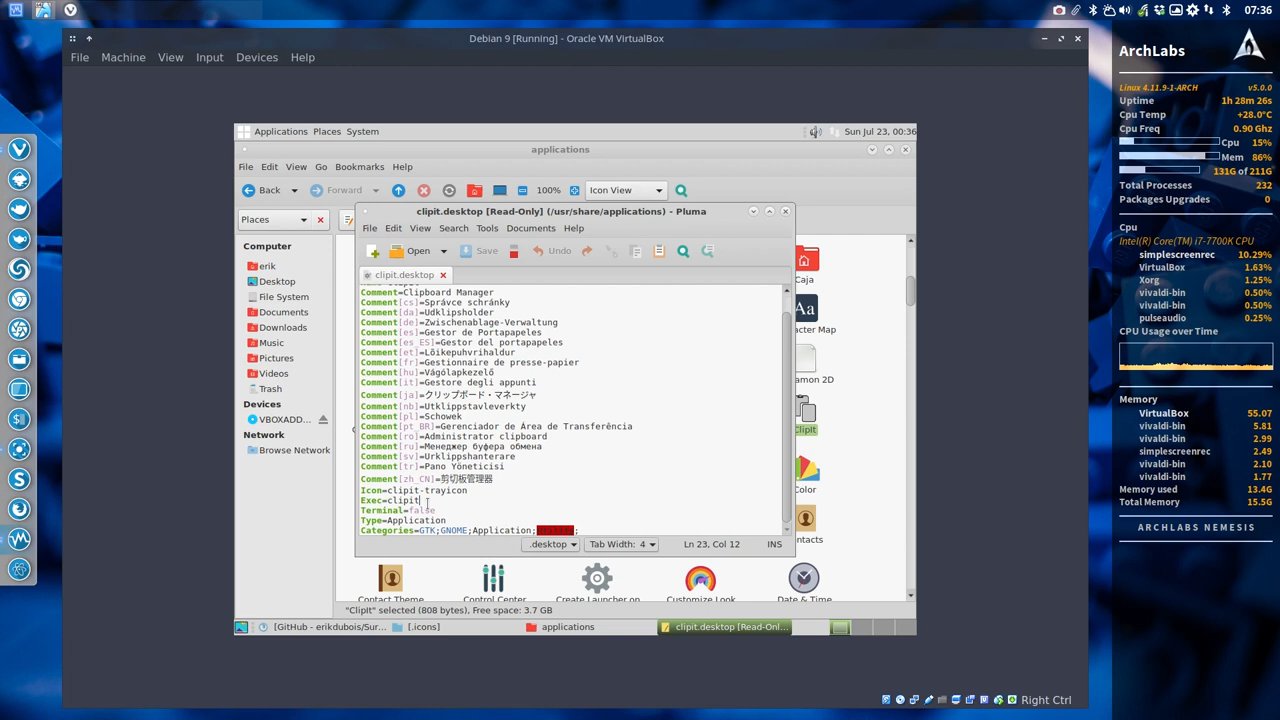 07:36
Debian 9 [Running] - Oracle VM VirtualBox
File Machine View Input Devices Help
Applications Places System
Sun Jul 23, 00:36
applications
File Edit View Go Bookmarks Help
Back Forward 100% Icon View
Places
Computer
erik
Desktop
File System
Documents
Downloads
Music
Pictures
Videos
Trash
Devices
VBOXADD...
Network
Browse Network
clipit.desktop [Read-Only] (/usr/share/applications) - Pluma
File Edit View Search Tools Documents Help
Open Save Undo
clipit.desktop
Comment=Clipboard Manager
Comment[cs]=Správce schránky
Comment[da]=Udklipsholder
Comment[de]=Zwischenablage-Verwaltung
Comment[es]=Gestor de Portapapeles
Comment[es_ES]=Gestor del portapapeles
Comment[et]=Lõikepuhvrihaldur
Comment[fr]=Gestionnaire de presse-papier
Comment[hu]=Vágólapkezelő
Comment[it]=Gestore degli appunti
Comment[ja]=クリップボード・マネージャ
Comment[nb]=Utklippstavleverkty
Comment[pl]=Schowek
Comment[pt_BR]=Gerenciador de Área de Transferência
Comment[ro]=Administrator clipboard
Comment[ru]=Менеджер буфера обмена
Comment[sv]=Urklippshanterare
Comment[tr]=Pano Yöneticisi
Comment[zh_CN]=剪切板管理器
Icon=clipit-trayicon
Exec=clipit
Terminal=false
Type=Application
Categories=GTK;GNOME;Application;
.desktop Tab Width: 4 Ln 23, Col 12 INS
Caja
acter Map
amon 2D
ClipIt
Color
ontacts
Contact Theme
Control Center
Create Launcher on
Customize Look
Date & Time
"ClipIt" selected (808 bytes), Free space: 3.7 GB
[GitHub - erikdubois/Sur...
[.icons]
applications
clipit.desktop [Read-Onl...
Right Ctrl
ArchLabs
Linux 4.11.9-1-ARCH v5.0.0
Uptime 1h 28m 26s
Cpu Temp +28.0°C
Cpu Freq 0.90 Ghz
Cpu 15%
Mem 86%
131G of 211G
Total Processes 232
Packages Upgrades 0
Cpu
Intel(R) Core(TM) i7-7700K CPU
simplescreenrec 10.29%
VirtualBox 1.63%
Xorg 1.25%
vivaldi-bin 0.50%
vivaldi-bin 0.50%
pulseaudio 0.25%
CPU Usage over Time
Memory
VirtualBox 55.07
vivaldi-bin 5.81
vivaldi-bin 2.99
simplescreenrec 2.49
vivaldi-bin 2.10
vivaldi-bin 1.77
Memory used 13.4G
Total Memory 15.5G
ARCHLABS NEMESIS